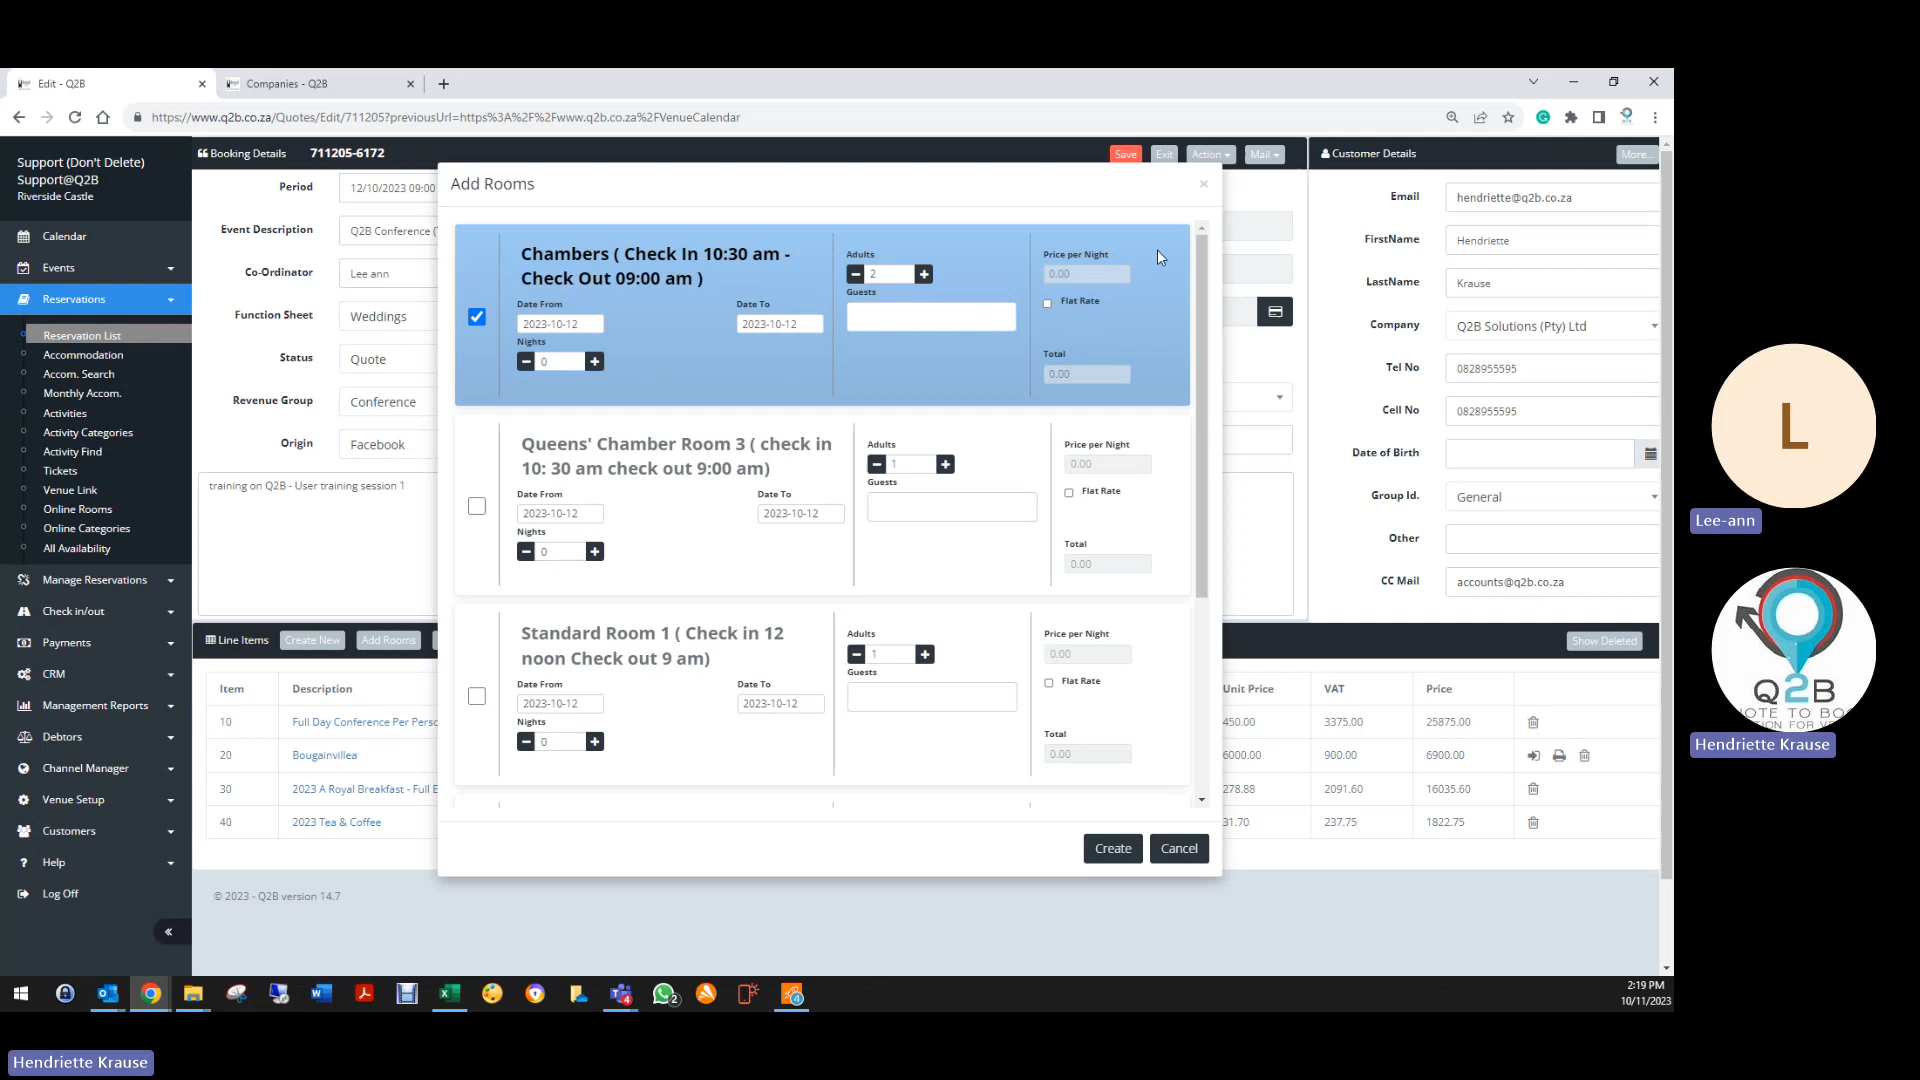 Edit - Q2B
Companies - Q2B
https://www.q2b.co.za/Quotes/Edit/711205?previousUrl=https%3A%2F%2Fwww.q2b.co.za%2FVenueCalendar
Support (Don't Delete)
Support@Q2B
Riverside Castle
Calendar
Events
Reservations
Reservation List
Accommodation
Accom. Search
Monthly Accom.
Activities
Activity Categories
Activity Find
Tickets
Venue Link
Online Rooms
Online Categories
All Availability
Manage Reservations
Check in/out
Payments
CRM
Management Reports
Debtors
Channel Manager
Venue Setup
Customers
Help
Log Off
Booking Details 711205-6172
Save Exit Action Mail
Period 12/10/2023 09:00
Event Description Q2B Conference
Co-Ordinator Lee ann
Function Sheet Weddings
Status Quote
Revenue Group Conference
Origin Facebook
training on Q2B - User training session 1
Add Rooms
×
Chambers ( Check In 10:30 am -
Check Out 09:00 am )
Date From Date To
2023-10-12 2023-10-12
Nights
0
Adults
2
Guests
Price per Night
0.00
Flat Rate
Total
0.00
Queens' Chamber Room 3 ( check in
10: 30 am check out 9:00 am)
Date From Date To
2023-10-12 2023-10-12
Nights
0
Adults
1
Guests
Price per Night
0.00
Flat Rate
Total
0.00
Standard Room 1 ( Check in 12
noon Check out 9 am)
Date From Date To
2023-10-12 2023-10-12
Nights
0
Adults
1
Guests
Price per Night
0.00
Flat Rate
Total
0.00
Create Cancel
Customer Details More...
Email hendriette@q2b.co.za
FirstName Hendriette
LastName Krause
Company Q2B Solutions (Pty) Ltd
Tel No 0828955595
Cell No 0828955595
Date of Birth
Group Id. General
Other
CC Mail accounts@q2b.co.za
Line Items Create New Add Rooms Show Deleted
Item Description Unit Price VAT Price
10 Full Day Conference Per Perso 450.00 3375.00 25875.00
20 Bougainvillea 6000.00 900.00 6900.00
30 2023 A Royal Breakfast - Full E 278.88 2091.60 16035.60
40 2023 Tea & Coffee 31.70 237.75 1822.75
© 2023 - Q2B version 14.7
2:19 PM
10/11/2023
L
Lee-ann
Q2B
OTE TO BO
TION FOR V
Hendriette Krause
Hendriette Krause